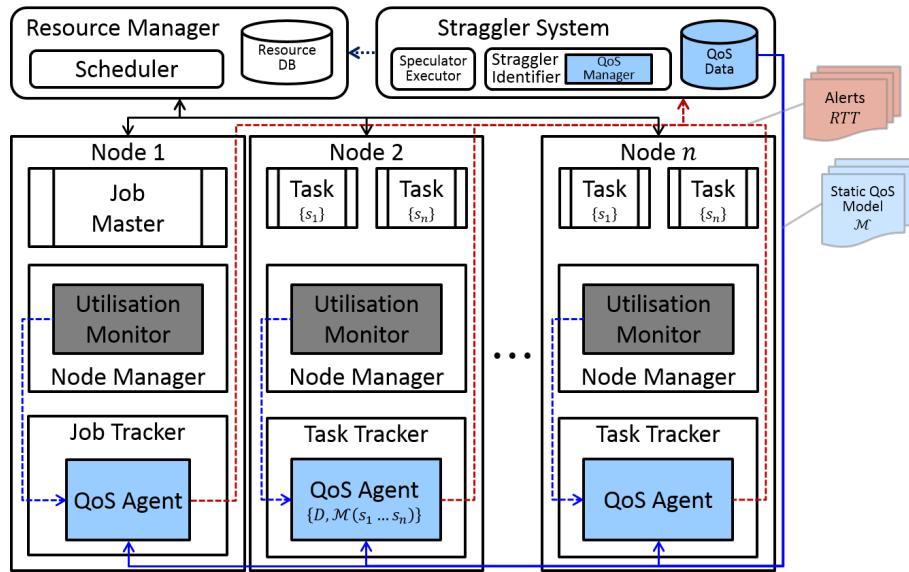 Resource Manager
Scheduler
Resource
DB
Straggler System
Speculator
Executor
Straggler
Identifier
QoS
Manager
QoS
Data
Alerts
RTT
Static QoS
Model
ℳ
Node 1
Job
Master
Utilisation
Monitor
Node Manager
Job Tracker
QoS Agent
Node 2
Task
{s₁}
Task
{sₙ}
Utilisation
Monitor
Node Manager
Task Tracker
QoS Agent
{D, ℳ(s₁ … sₙ)}
...
Node n
Task
{s₁}
Task
{sₙ}
Utilisation
Monitor
Node Manager
Task Tracker
QoS Agent